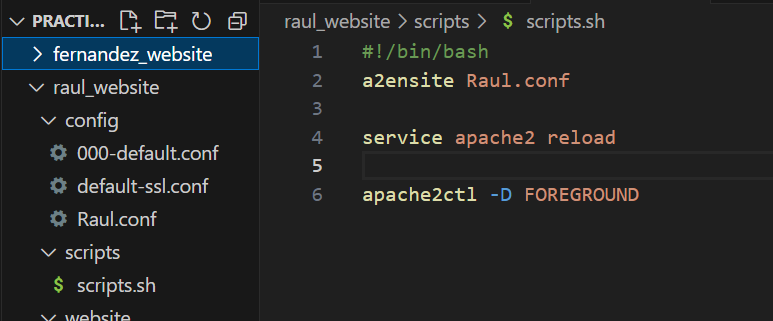 PRACTI...
fernandez_website
raul_website
config
000-default.conf
default-ssl.conf
Raul.conf
scripts
scripts.sh
website
raul_website > scripts > $ scripts.sh
1 #!/bin/bash
2 a2ensite Raul.conf
3
4 service apache2 reload
5
6 apache2ctl -D FOREGROUND